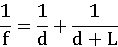 1/f = 1/d + 1/(d + L)